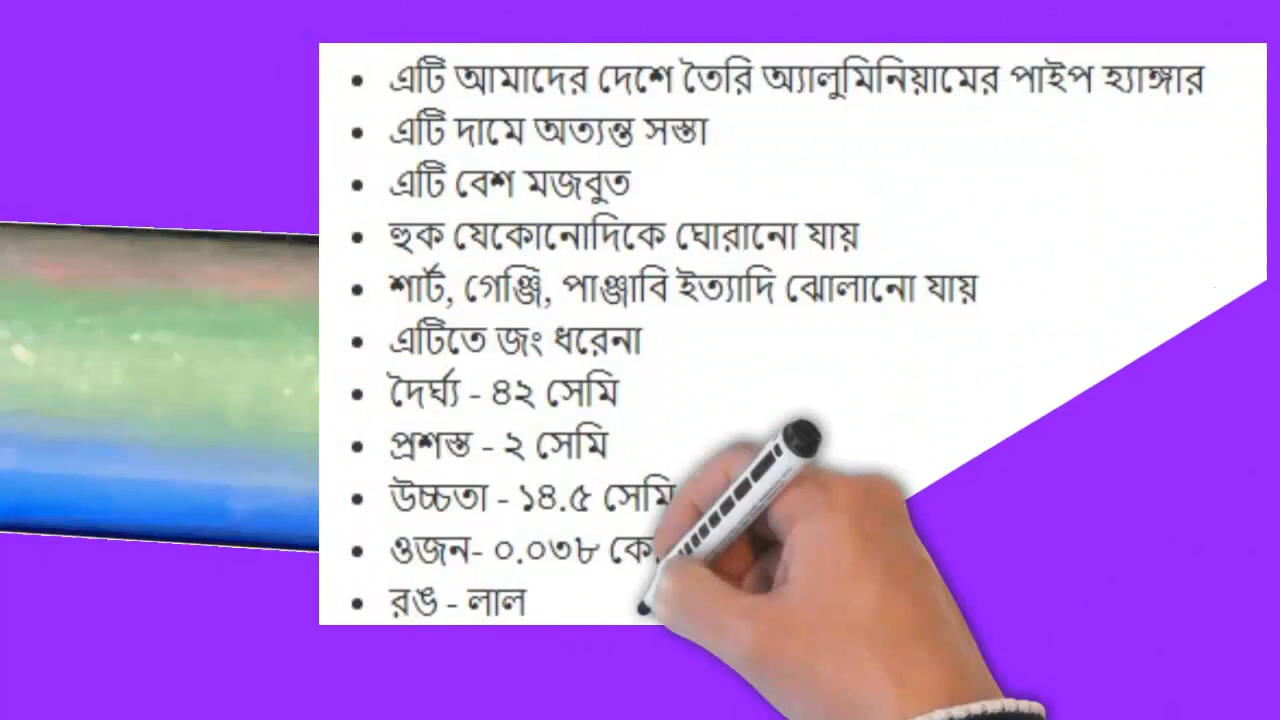 • এটি আমাদের দেশে তৈরি অ্যালুমিনিয়ামের পাইপ হ্যাঙ্গার
• এটি দামে অত্যন্ত সস্তা
• এটি বেশ মজবুত
• হুক যেকোনোদিকে ঘোরানো যায়
• শার্ট, গেঞ্জি, পাঞ্জাবি ইত্যাদি ঝোলানো যায়
• এটিতে জং ধরেনা
• দৈর্ঘ্য - ৪২ সেমি
• প্রশস্ত - ২ সেমি
• উচ্চতা - ১৪.৫ সেমি
• ওজন- ০.০৩৮ কে.
• রঙ - লাল